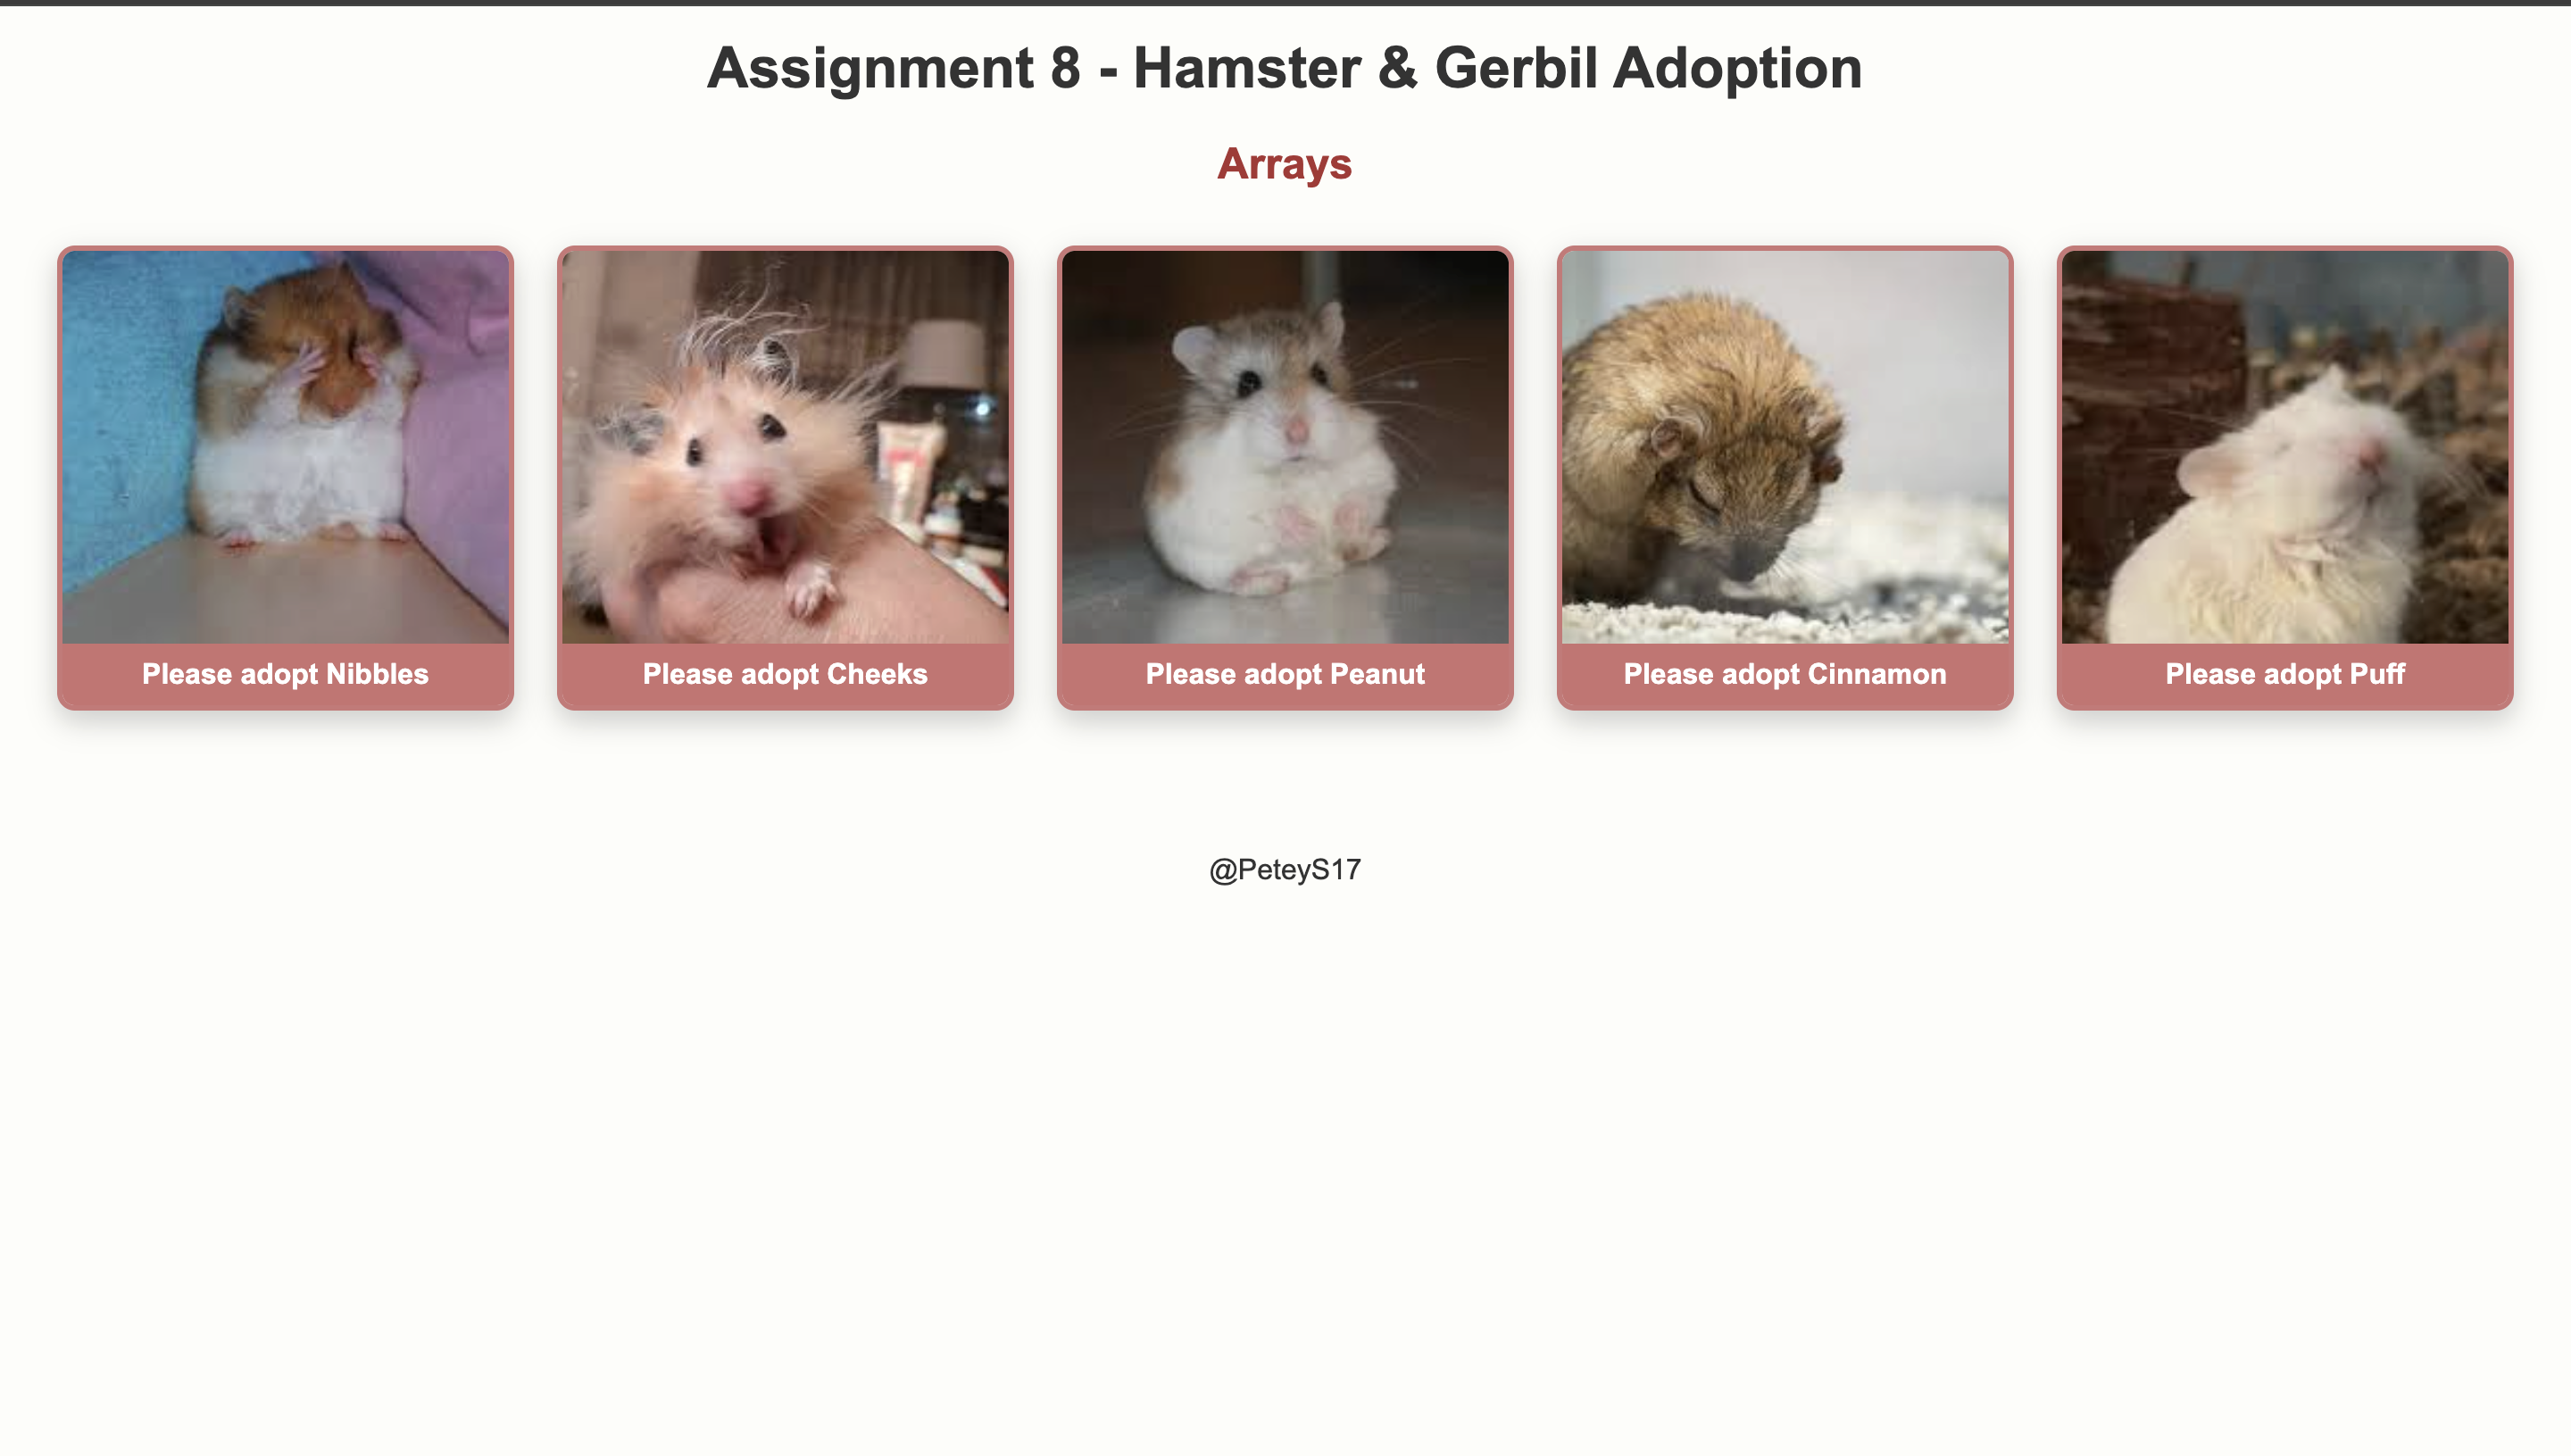 Assignment 8 - Hamster & Gerbil Adoption
Arrays
Please adopt Nibbles
Please adopt Cheeks
Please adopt Peanut
Please adopt Cinnamon
Please adopt Puff
@PeteyS17